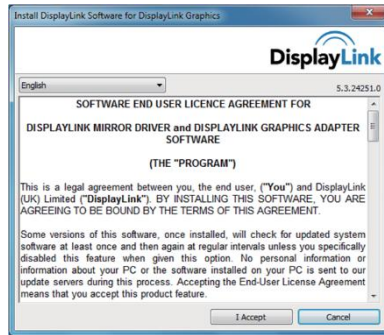 Install DisplayLink Software for DisplayLink Graphics
DisplayLink
English
5.3.24251.0
SOFTWARE END USER LICENCE AGREEMENT FOR
DISPLAYLINK MIRROR DRIVER and DISPLAYLINK GRAPHICS ADAPTER
SOFTWARE
(THE "PROGRAM")
This is a legal agreement between you, the end user, ("You") and DisplayLink
(UK) Limited ("DisplayLink"). BY INSTALLING THIS SOFTWARE, YOU ARE
AGREEING TO BE BOUND BY THE TERMS OF THIS AGREEMENT.
Some versions of this software, once installed, will check for updated system
software at least once and then again at regular intervals unless you specifically
disabled this feature when given this option. No personal information or
information about your PC or the software installed on your PC is sent to our
update servers during this process. Accepting the End-User License Agreement
means that you accept this product feature.
I Accept
Cancel